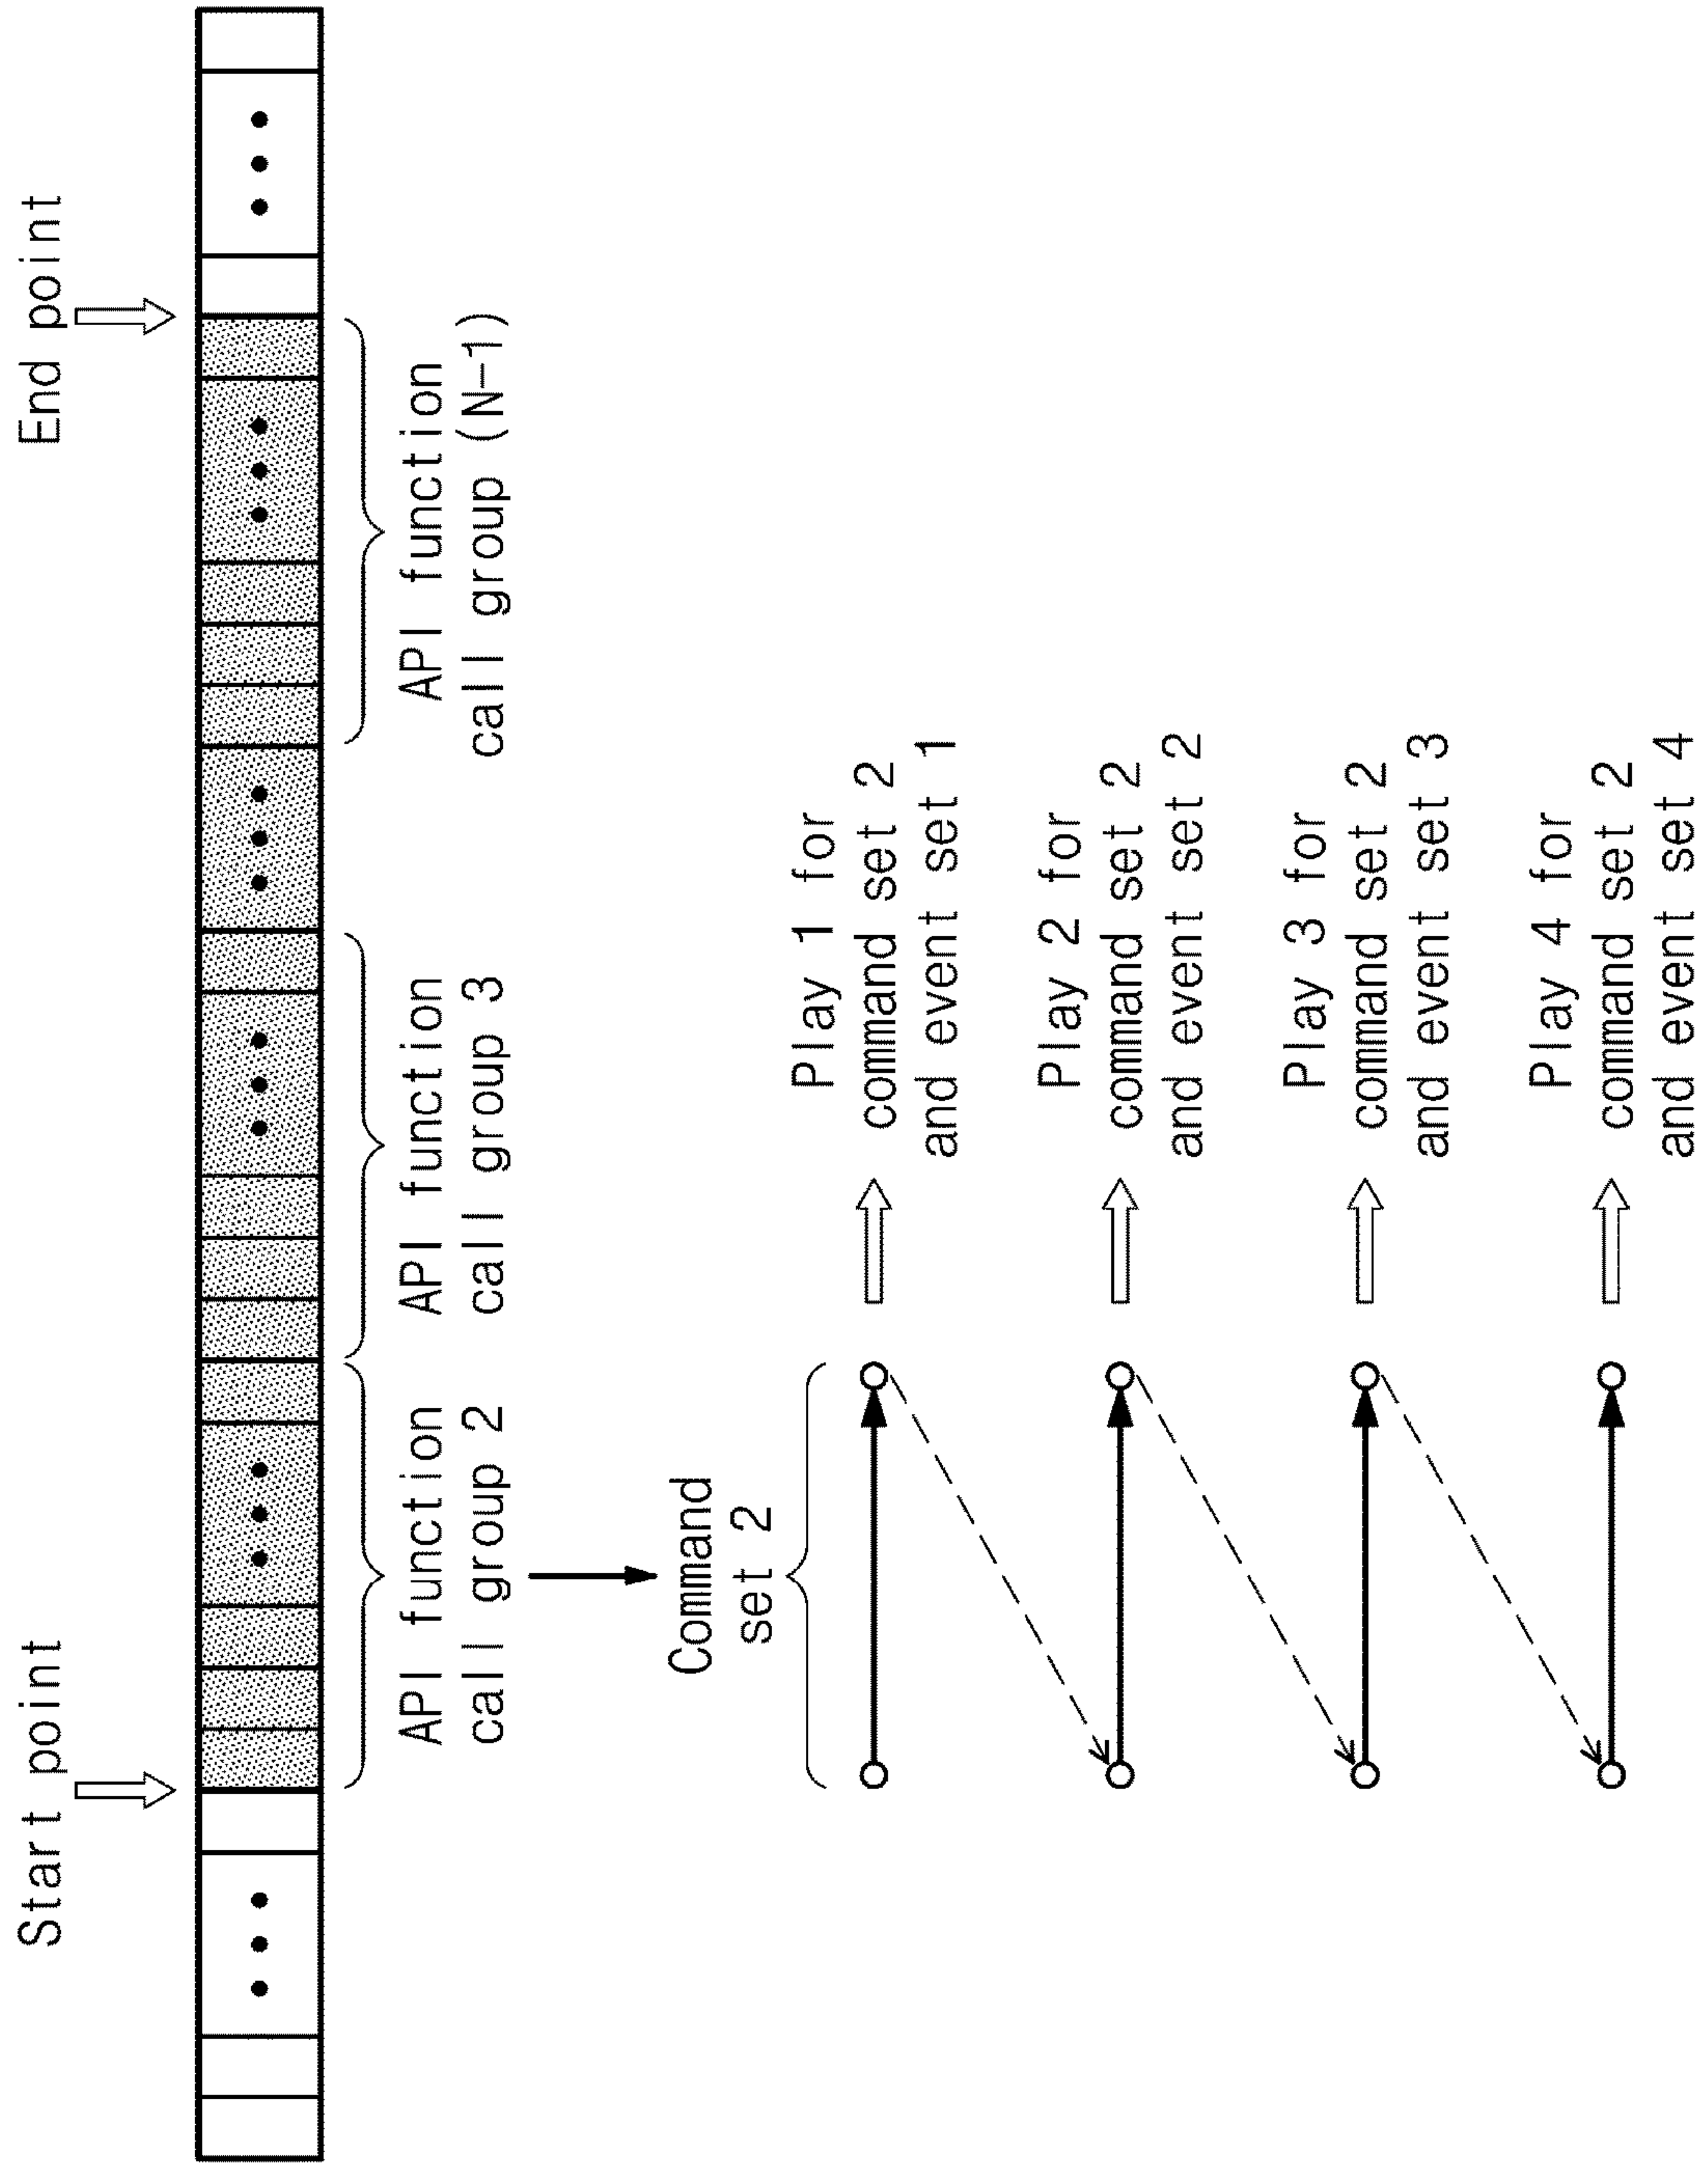 Start point
End point
API function
call group 2
API function
call group 3
API function
call group (N-1)
Command
set 2
Play 1 for
command set 2
and event set 1
Play 2 for
command set 2
and event set 2
Play 3 for
command set 2
and event set 3
Play 4 for
command set 2
and event set 4